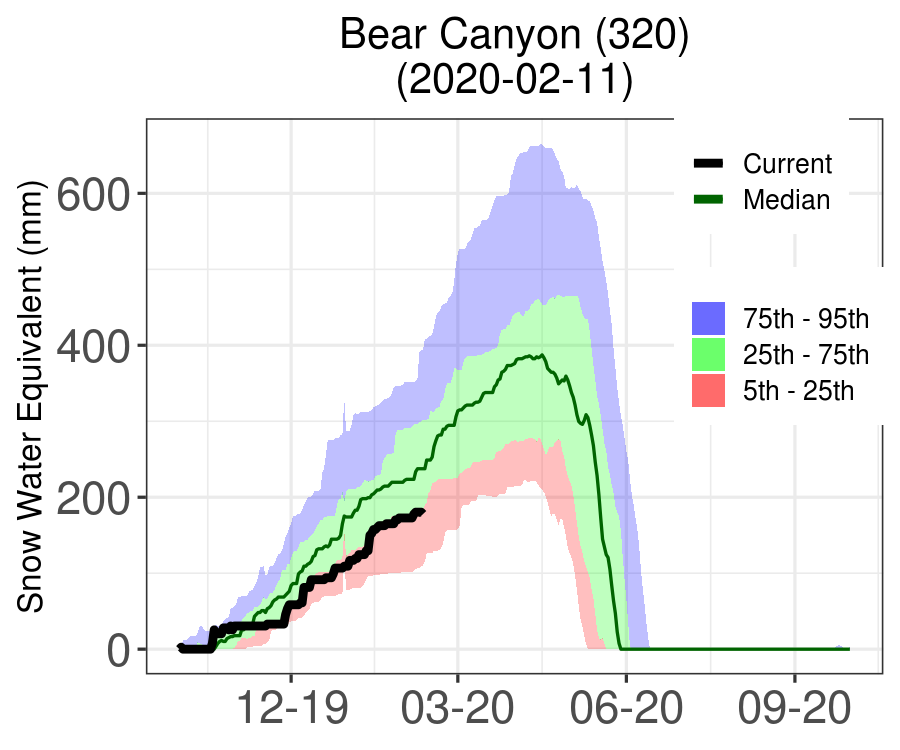 Bear Canyon (320)
(2020-02-11)
Snow Water Equivalent (mm)
600
400
200
0
12-19
03-20
06-20
09-20
Current
Median
75th - 95th
25th - 75th
5th - 25th